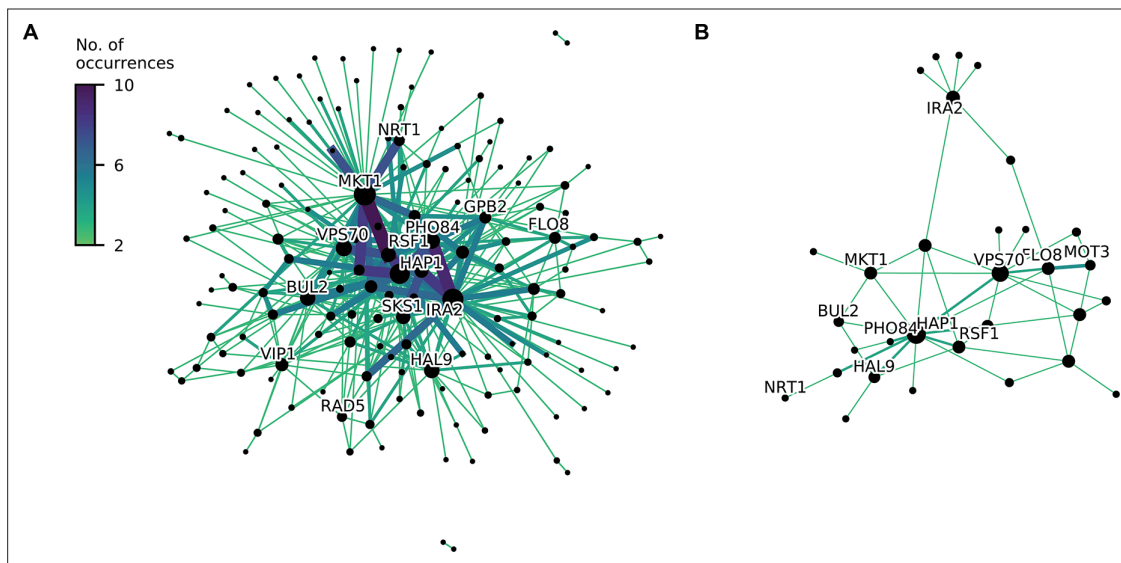 A
No. of
occurrences
10
6
2
NRT1
MKT1
GPB2
VPS70
PHO84
FLO8
RSF1
HAP1
BUL2
SKS1
IRA2
VIP1
HAL9
RAD5
B
IRA2
MKT1
VPS70
FLO8
MOT3
BUL2
PHO84
HAP1
RSF1
HAL9
NRT1